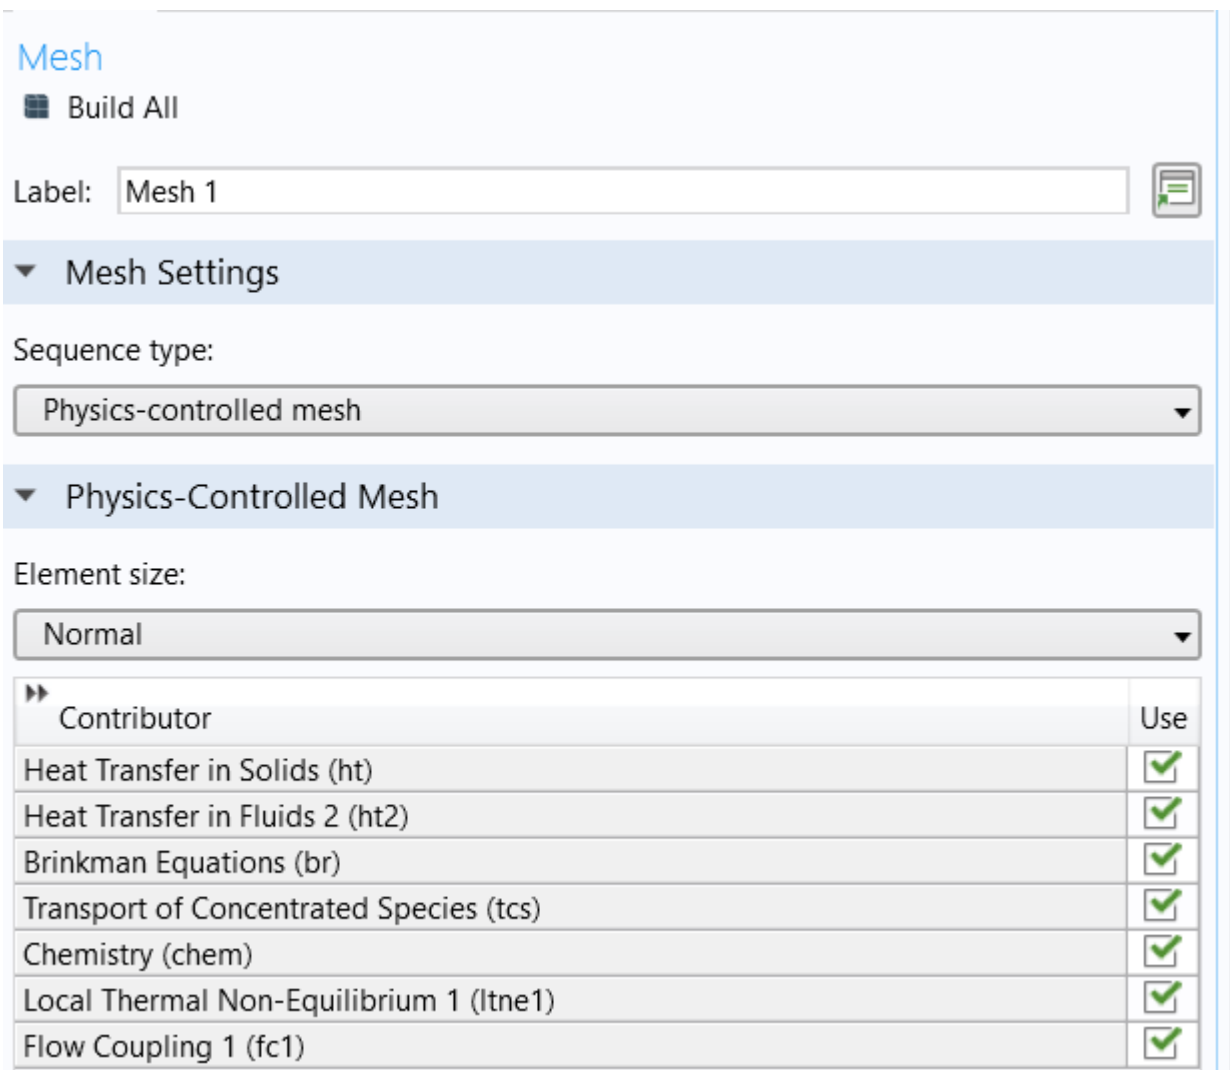 Mesh
Build All
Label: Mesh 1
Mesh Settings
Sequence type:
Physics-controlled mesh
Physics-Controlled Mesh
Element size:
Normal
Contributor Use
Heat Transfer in Solids (ht)
Heat Transfer in Fluids 2 (ht2)
Brinkman Equations (br)
Transport of Concentrated Species (tcs)
Chemistry (chem)
Local Thermal Non-Equilibrium 1 (ltne1)
Flow Coupling 1 (fc1)